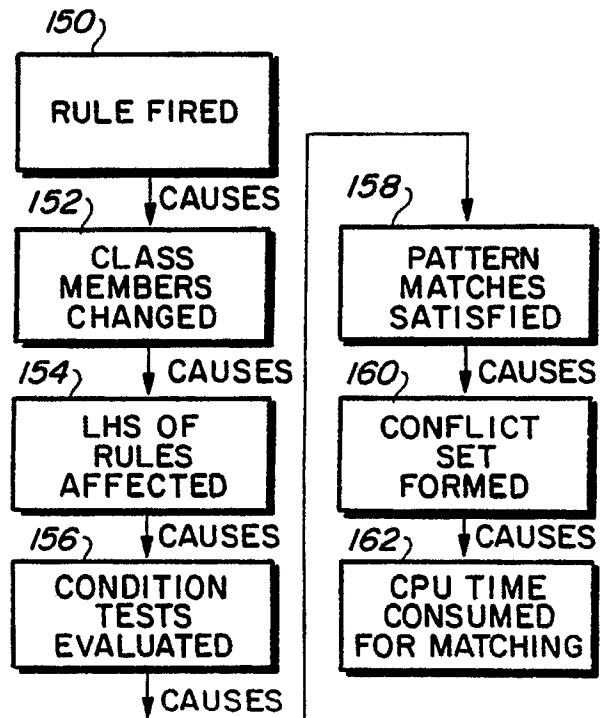 150
RULE FIRED
CAUSES
152
CLASS
MEMBERS
CHANGED
CAUSES
154
LHS OF
RULES
AFFECTED
CAUSES
156
CONDITION
TESTS
EVALUATED
CAUSES
158
PATTERN
MATCHES
SATISFIED
CAUSES
160
CONFLICT
SET
FORMED
CAUSES
162
CPU TIME
CONSUMED
FOR MATCHING